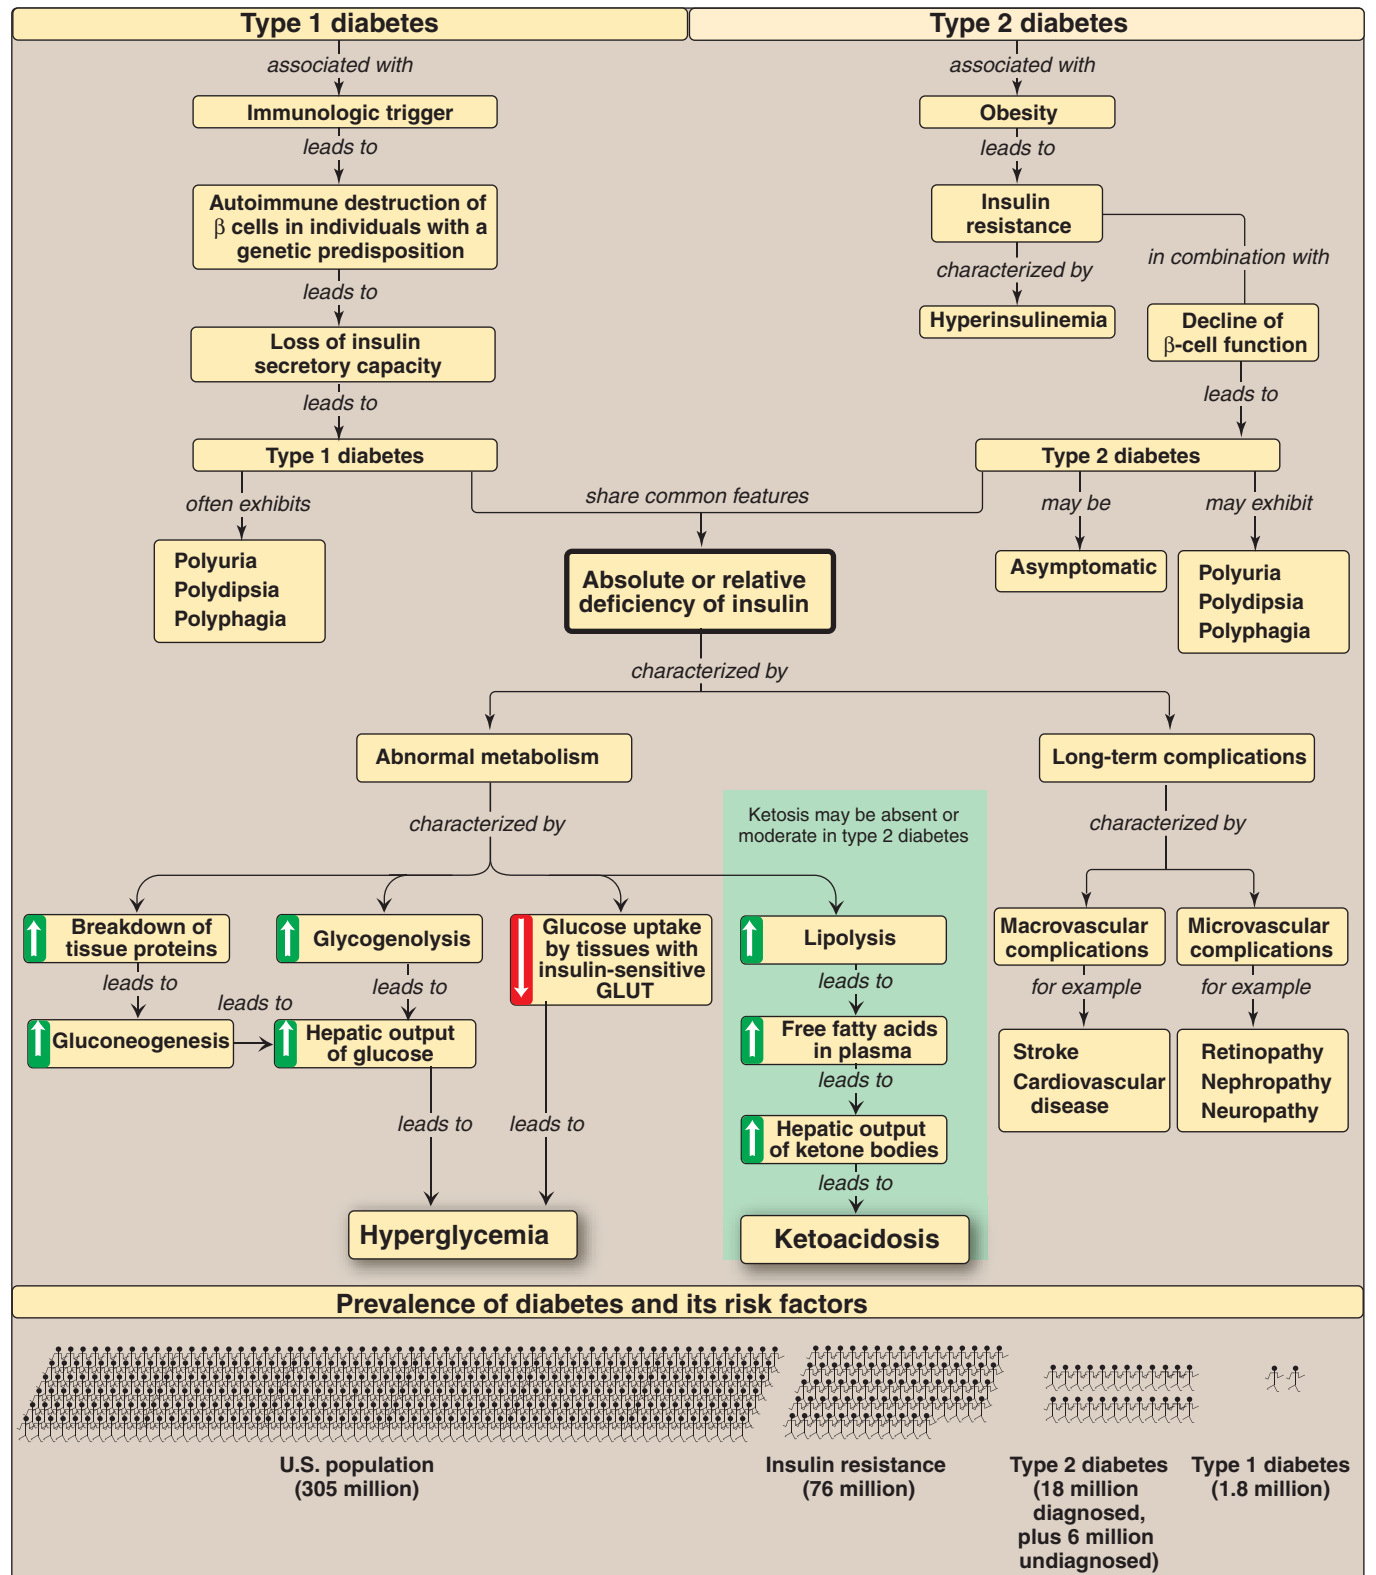 Type 1 diabetes
associated with
Immunologic trigger
leads to
Autoimmune destruction of
β cells in individuals with a
genetic predisposition
leads to
Loss of insulin
secretory capacity
leads to
Type 1 diabetes
often exhibits
Polyuria
Polydipsia
Polyphagia
Type 2 diabetes
associated with
Obesity
leads to
Insulin
resistance
characterized by
Hyperinsulinemia
in combination with
Decline of
β-cell function
leads to
Type 2 diabetes
may be
Asymptomatic
may exhibit
Polyuria
Polydipsia
Polyphagia
share common features
Absolute or relative
deficiency of insulin
characterized by
Abnormal metabolism
characterized by
Breakdown of
tissue proteins
leads to
Gluconeogenesis
leads to
Glycogenolysis
leads to
Hepatic output
of glucose
leads to
Glucose uptake
by tissues with
insulin-sensitive
GLUT
leads to
Hyperglycemia
Ketosis may be absent or
moderate in type 2 diabetes
Lipolysis
leads to
Free fatty acids
in plasma
leads to
Hepatic output
of ketone bodies
leads to
Ketoacidosis
Long-term complications
characterized by
Macrovascular
complications
for example
Stroke
Cardiovascular
disease
Microvascular
complications
for example
Retinopathy
Nephropathy
Neuropathy
Prevalence of diabetes and its risk factors
U.S. population
(305 million)
Insulin resistance
(76 million)
Type 2 diabetes
(18 million
diagnosed,
plus 6 million
undiagnosed)
Type 1 diabetes
(1.8 million)